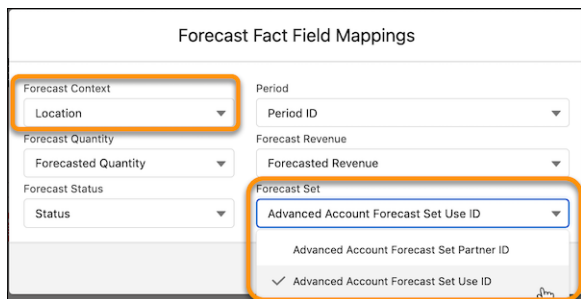 Forecast Fact Field Mappings
Forecast Context
Period
Location
Period ID
Forecast Quantity
Forecast Revenue
Forecasted Quantity
Forecasted Revenue
Forecast Status
Forecast Set
Status
Advanced Account Forecast Set Use ID
Advanced Account Forecast Set Partner ID
Advanced Account Forecast Set Use ID